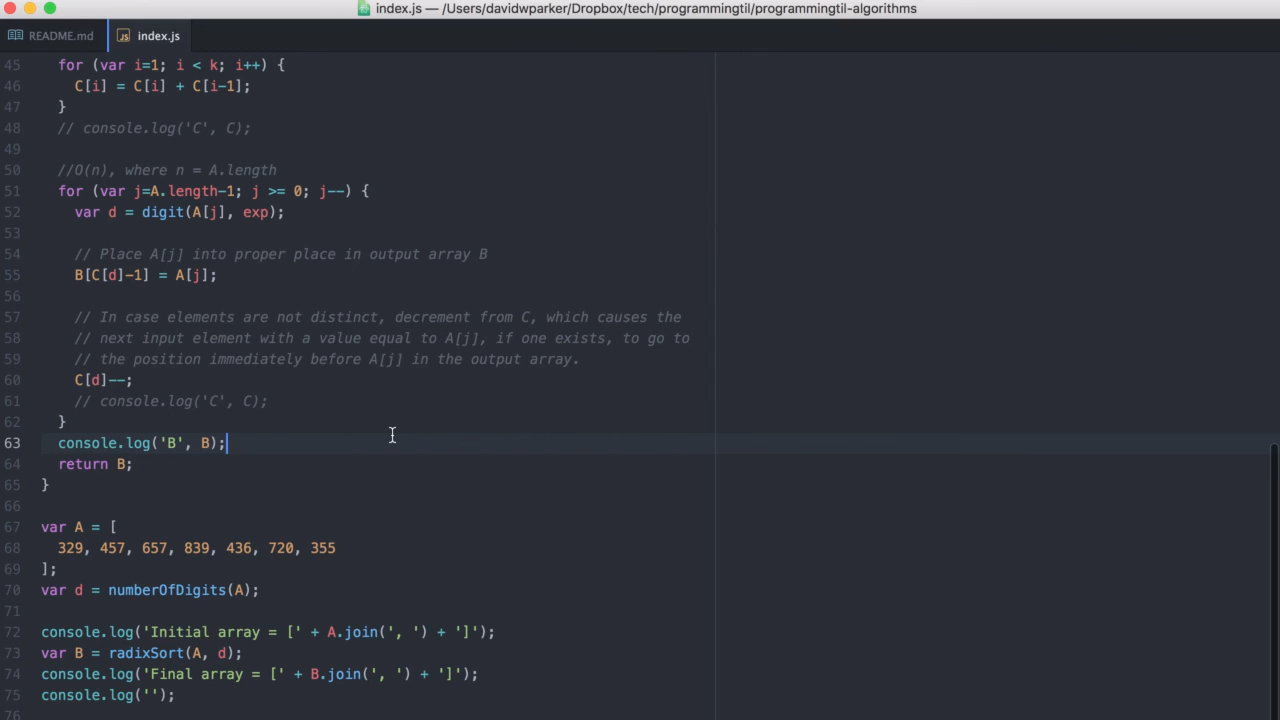 index.js — /Users/davidwparker/Dropbox/tech/programmingtil/programmingtil-algorithms
README.md
index.js
45 for (var i=1; i < k; i++) {
46 C[i] = C[i] + C[i-1];
47 }
48 // console.log('C', C);
49
50 //O(n), where n = A.length
51 for (var j=A.length-1; j >= 0; j--) {
52 var d = digit(A[j], exp);
53
54 // Place A[j] into proper place in output array B
55 B[C[d]-1] = A[j];
56
57 // In case elements are not distinct, decrement from C, which causes the
58 // next input element with a value equal to A[j], if one exists, to go to
59 // the position immediately before A[j] in the output array.
60 C[d]--;
61 // console.log('C', C);
62 }
63 console.log('B', B);
64 return B;
65 }
66
67 var A = [
68 329, 457, 657, 839, 436, 720, 355
69 ];
70 var d = numberOfDigits(A);
71
72 console.log('Initial array = [' + A.join(', ') + ']');
73 var B = radixSort(A, d);
74 console.log('Final array = [' + B.join(', ') + ']');
75 console.log('');
76